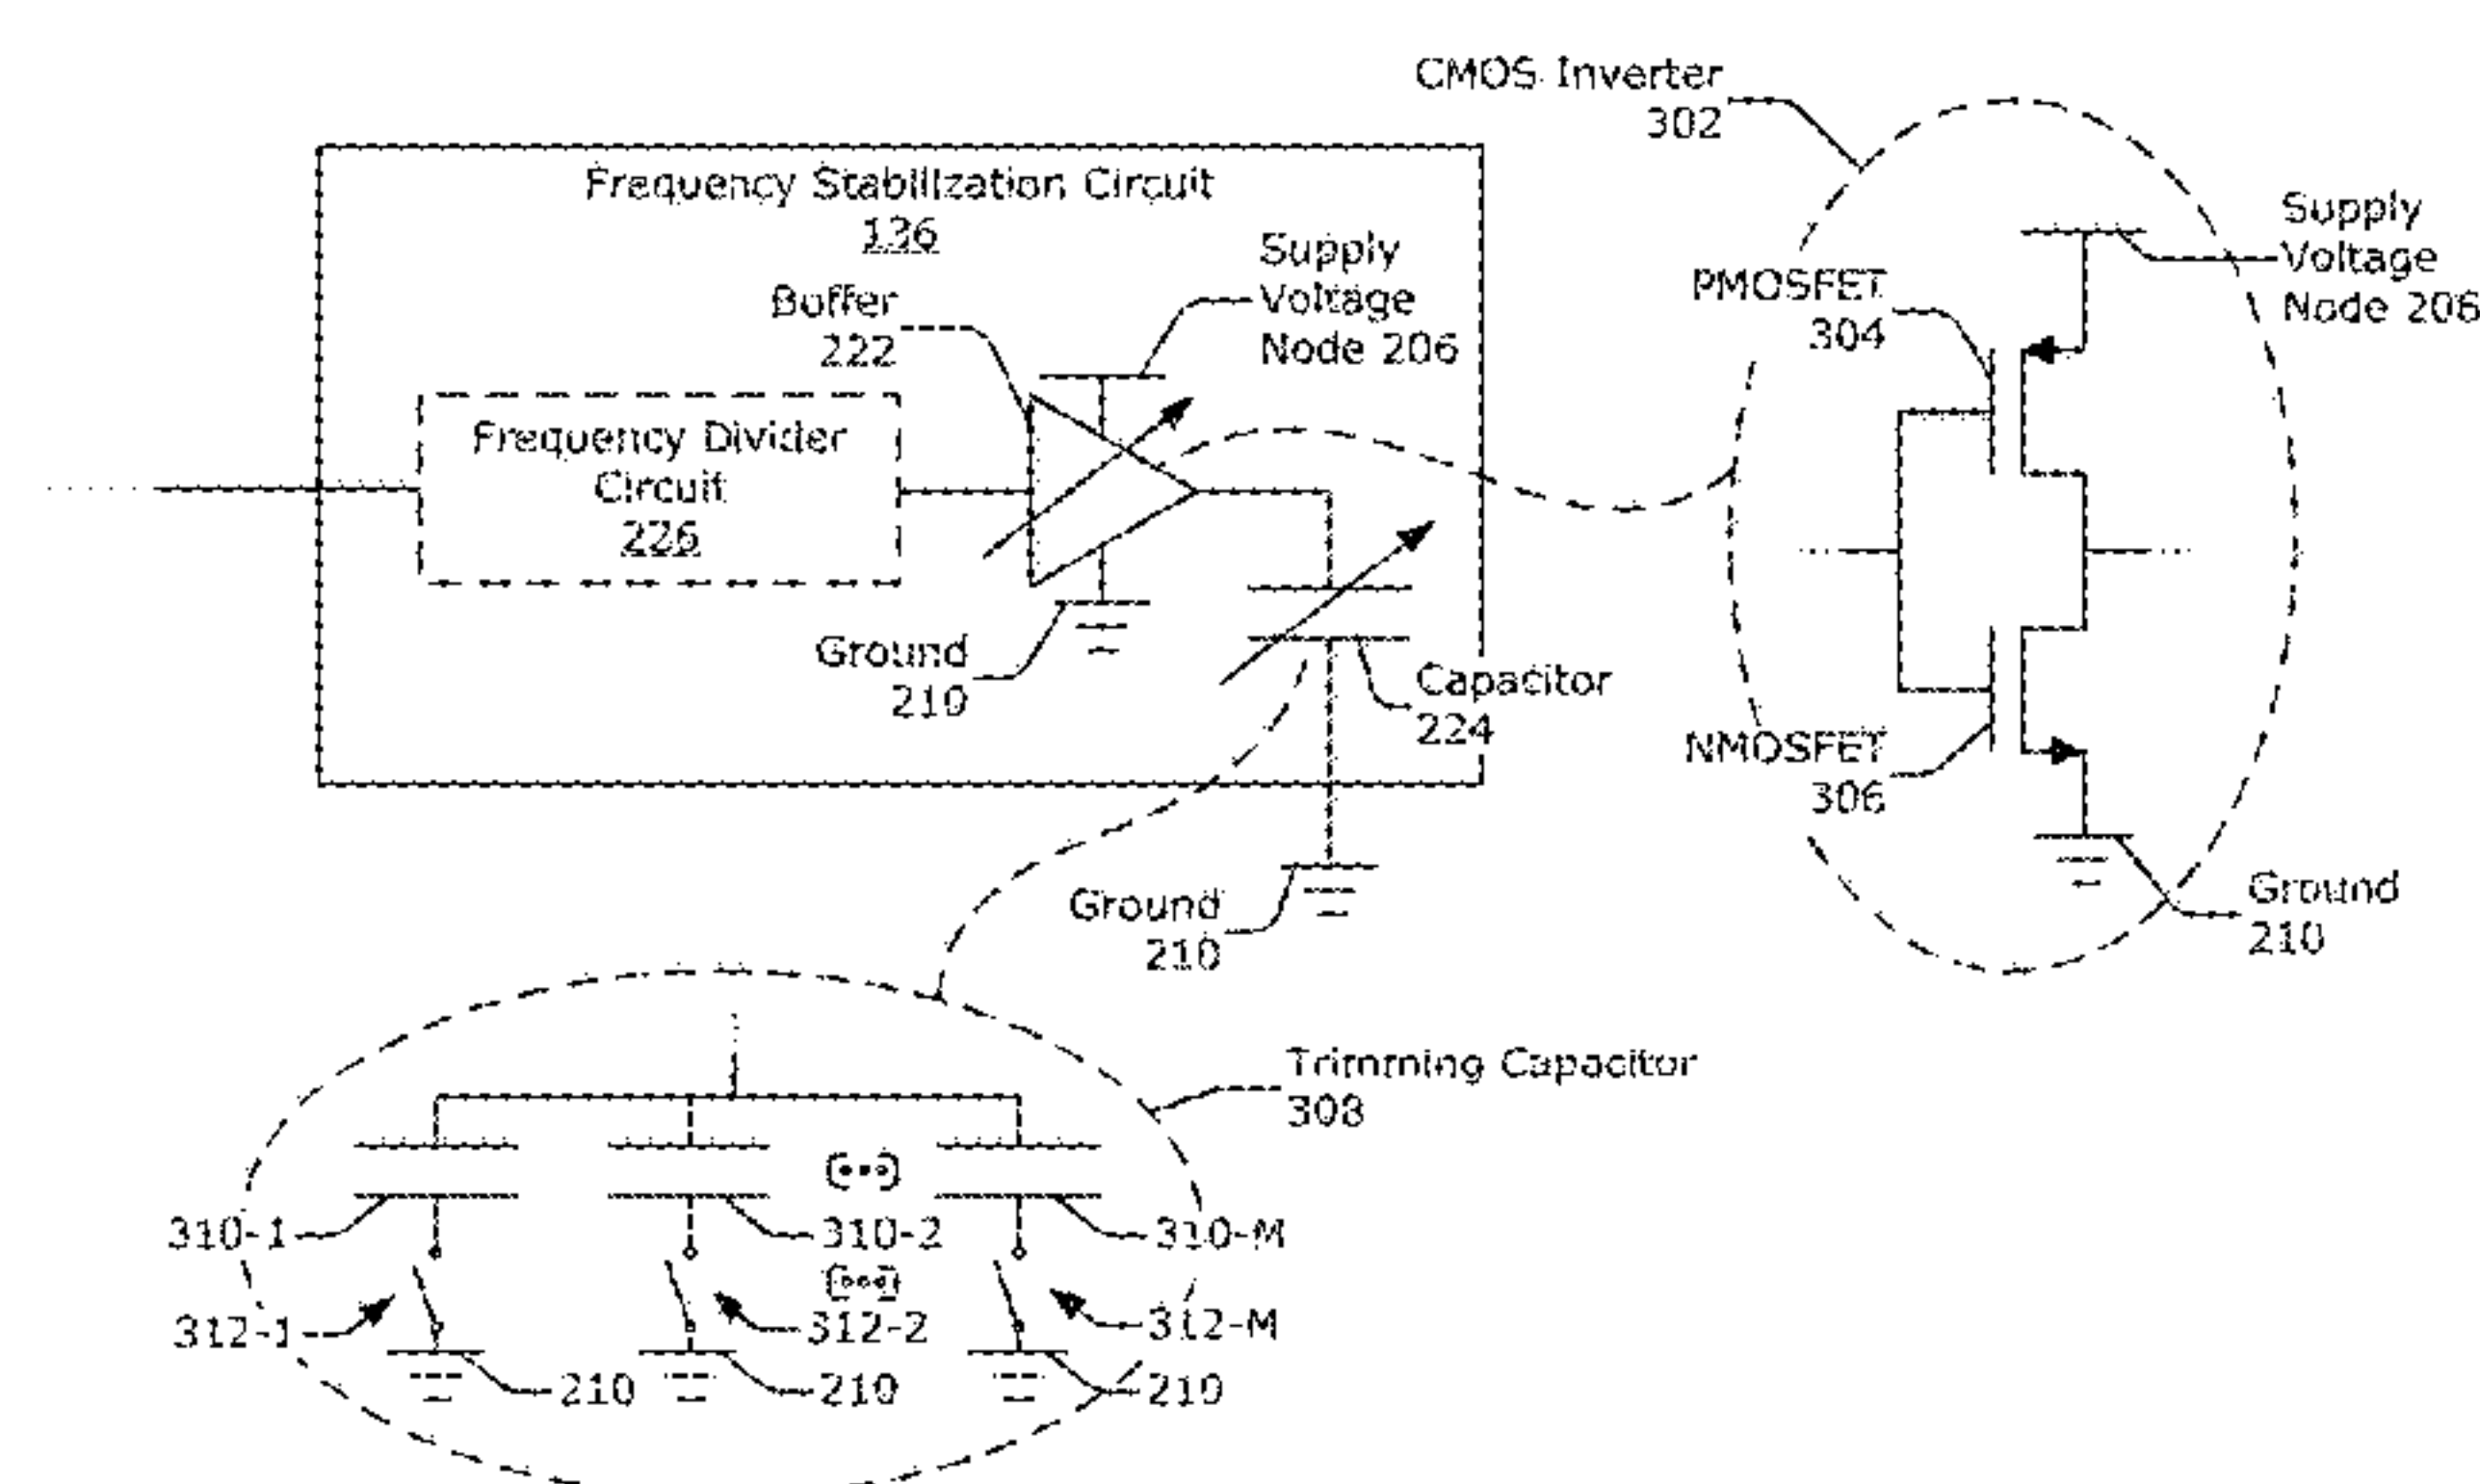 CMOS Inverter
302
Frequency Stabilization Circuit
136
Supply
Voltage
Node 206
Buffer
222
Frequency Divider
Circuit
226
Ground
210
Capacitor
224
Ground
210
PMOSFET
304
Supply
Voltage
Node 206
NMOSFET
306
Ground
210
Trimming Capacitor
308
310-1
310-2
310-M
312-1
312-2
312-M
210
210
210